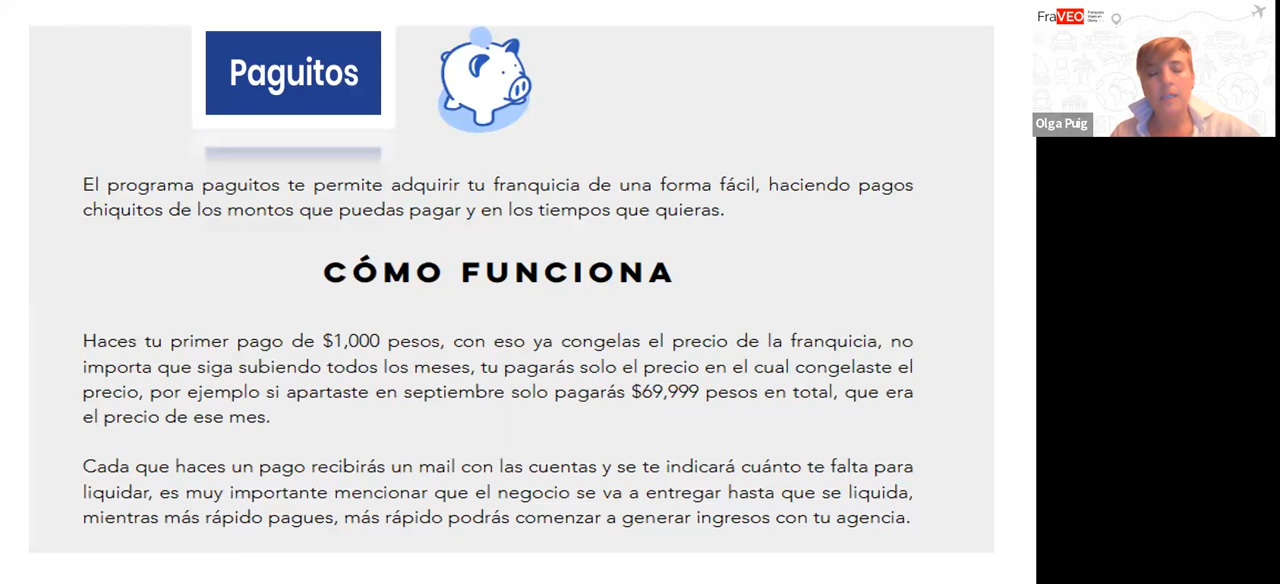 Paguitos
El programa paguitos te permite adquirir tu franquicia de una forma fácil, haciendo pagos
chiquitos de los montos que puedas pagar y en los tiempos que quieras.
CÓMO FUNCIONA
Haces tu primer pago de $1,000 pesos, con eso ya congelas el precio de la franquicia, no
importa que siga subiendo todos los meses, tu pagarás solo el precio en el cual congelaste el
precio, por ejemplo si apartaste en septiembre solo pagarás $69,999 pesos en total, que era
el precio de ese mes.
Cada que haces un pago recibirás un mail con las cuentas y se te indicará cuánto te falta para
liquidar, es muy importante mencionar que el negocio se va a entregar hasta que se liquida,
mientras más rápido pagues, más rápido podrás comenzar a generar ingresos con tu agencia.
FraVEO
Olga Puig